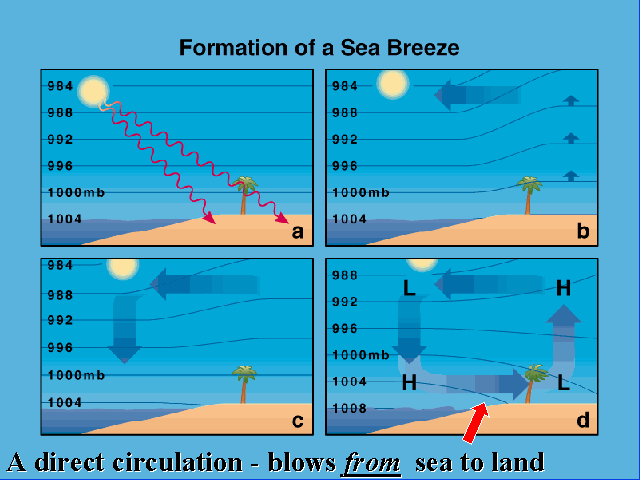 Formation of a Sea Breeze
984
988
992
996
1000mb
1004
a
984
988
992
996
1000mb
1004
b
984
988
992
996
1000mb
1004
c
988
L H
992
996
1000mb
1004 H L
1008
d
A direct circulation - blows from sea to land